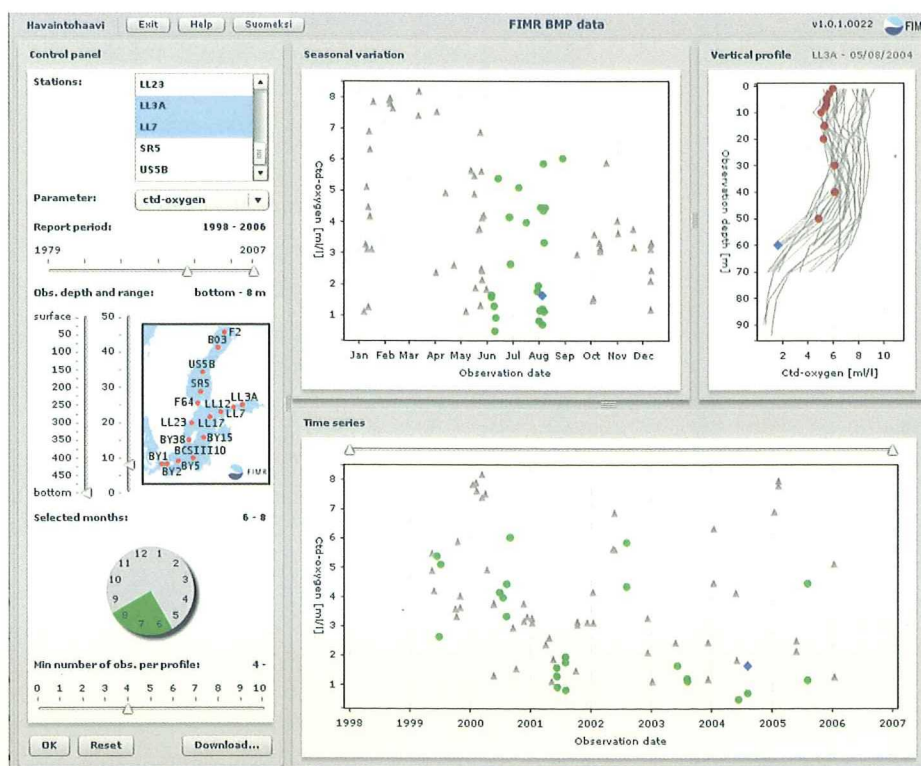 Havaintohaavi Exit Help Suomeksi FIMR BMP data v1.0.1.0022 FIM
Control panel
Stations:
LL23
LL3A
LL7
SR5
US5B
Parameter: ctd-oxygen
Report period: 1998 - 2006
1979 2007
Obs. depth and range: bottom - 8 m
surface
50
100
150
200
250
300
350
400
450
bottom
50
40
30
20
10
0
F2
BO3
US5B
SR5
F64 LL12 LL3A
LL7
LL23 LL17
BY38 BY15
BCSIII10
BY1
BY2 BY5
FIMR
Selected months: 6 - 8
12 1 2 3 4 5 6 7 8 9 10 11
Min number of obs. per profile: 4 -
0 1 2 3 4 5 6 7 8 9 10
OK Reset Download...
Seasonal variation
Ctd-oxygen [ml/l]
8
7
6
5
4
3
2
1
Jan Feb Mar Apr May Jun Jul Aug Sep Oct Nov Dec
Observation date
Vertical profile LL3A - 05/08/2004
Observation depth [m]
0
10
20
30
40
50
60
70
80
90
2 4 6 8 10
Ctd-oxygen [ml/l]
Time series
Ctd-oxygen [ml/l]
8
7
6
5
4
3
2
1
1998 1999 2000 2001 2002 2003 2004 2005 2006 2007
Observation date